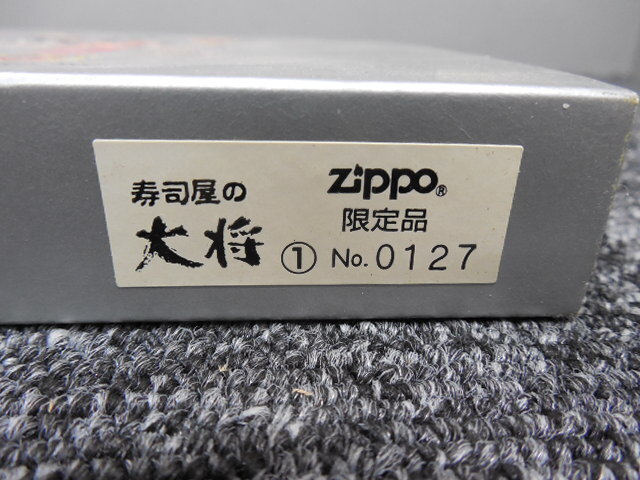 寿司屋の
大将
Zippo®
限定品
① No. 0127